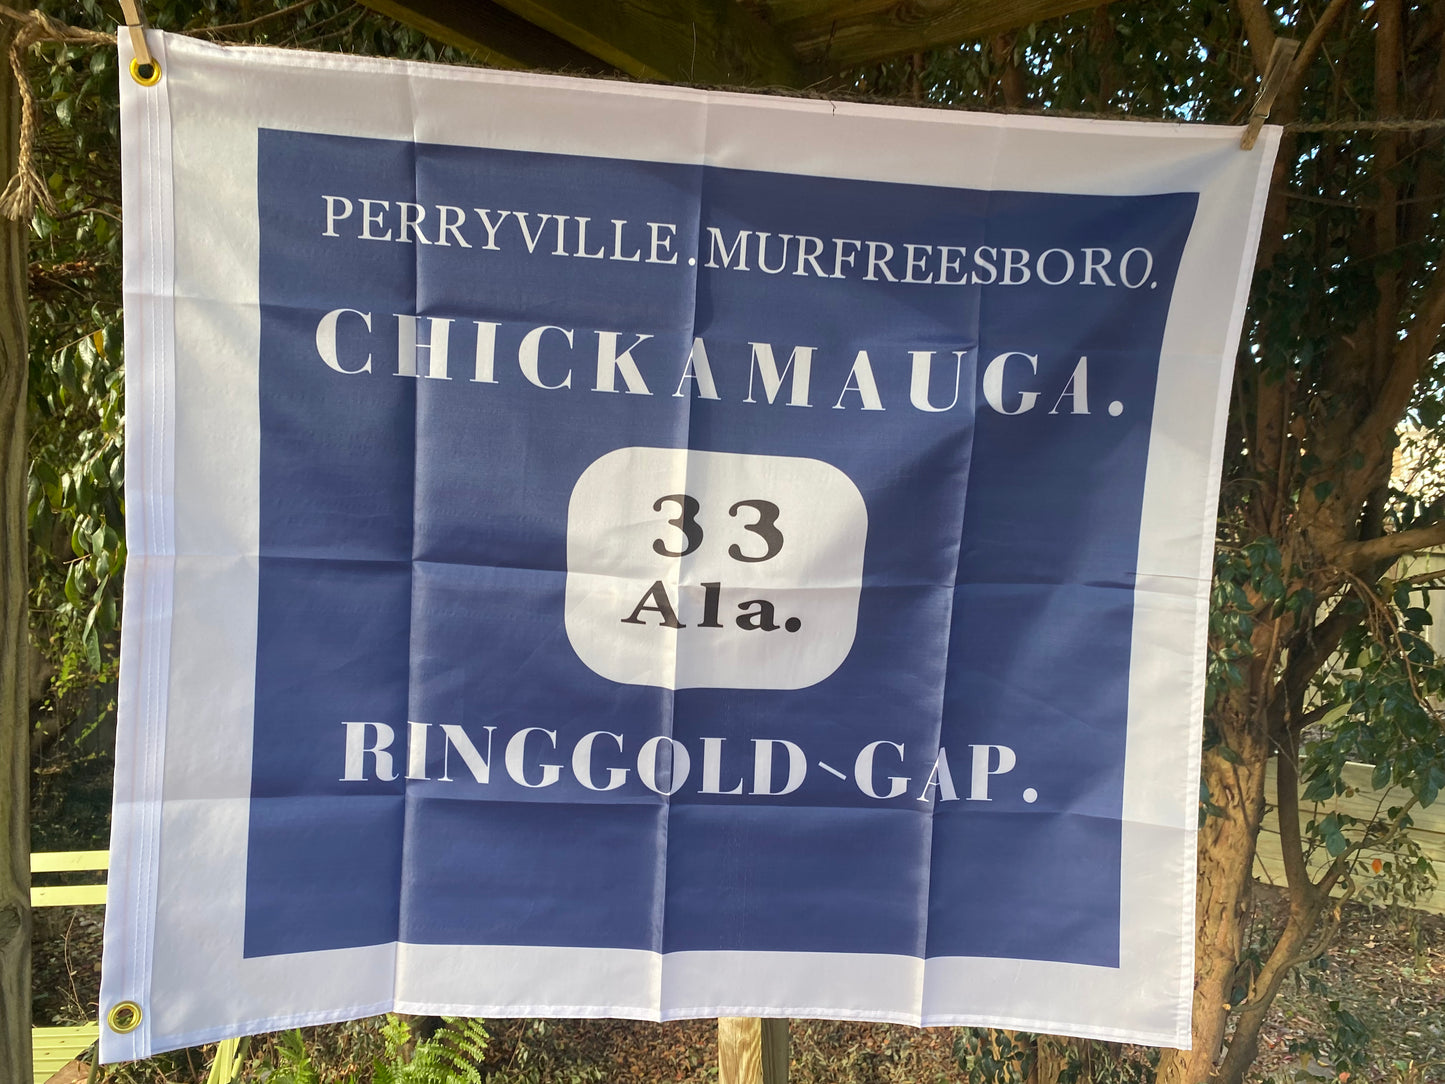 PERRYVILLE. MURFREESBORO.
CHICKAMAUGA.
33
Ala.
RINGGOLD-GAP.